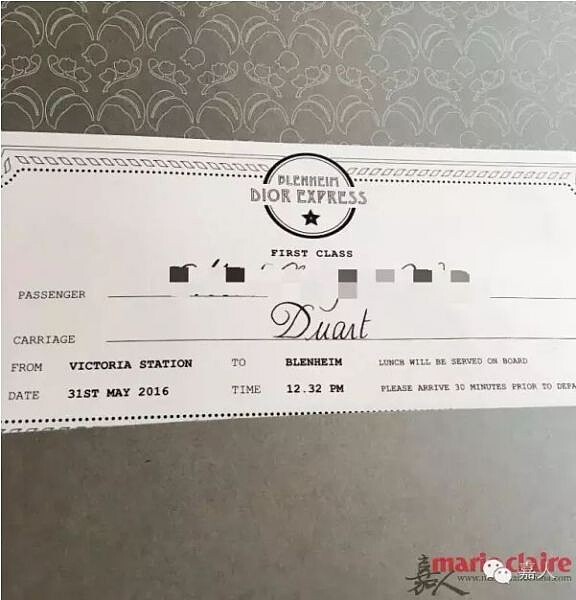 BLENHEIM
DIOR EXPRESS
FIRST CLASS
PASSENGER
CARRIAGE Duart
FROM VICTORIA STATION TO BLENHEIM LUNCH WILL BE SERVED ON BOARD
DATE 31ST MAY 2016 TIME 12.32 PM PLEASE ARRIVE 30 MINUTES PRIOR TO DEPA
嘉人 marie claire
嘉人